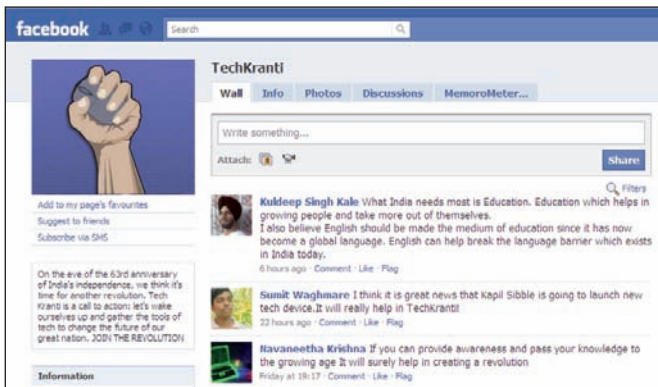 facebook Search
TechKranti
Wall Info Photos Discussions MemoroMeter...
Write something...
Attach: Share
Filters
Add to my page's favourites
Suggest to friends
Subscribe via SMS
On the eve of the 63rd anniversary
of India's independence, we think it's
time for another revolution. Tech
Kranti is a call to action: let's wake
ourselves up and gather the tools of
tech to change the future of our
great nation. JOIN THE REVOLUTION
Information
Kuldeep Singh Kale What India needs most is Education. Education which helps in
growing people and take more out of themselves.
I also believe English should be made the medium of education since it has now
become a global language. English can help break the language barrier which exists
in India today.
6 hours ago · Comment · Like · Flag
Sumit Waghmare I think it is great news that Kapil Sibble is going to launch new
tech device.It will really help in TechKranti!
22 hours ago · Comment · Like · Flag
Navaneetha Krishna If you can provide awareness and pass your knowledge to
the growing age It will surely help in creating a revolution
Friday at 19:17 · Comment · Like · Flag